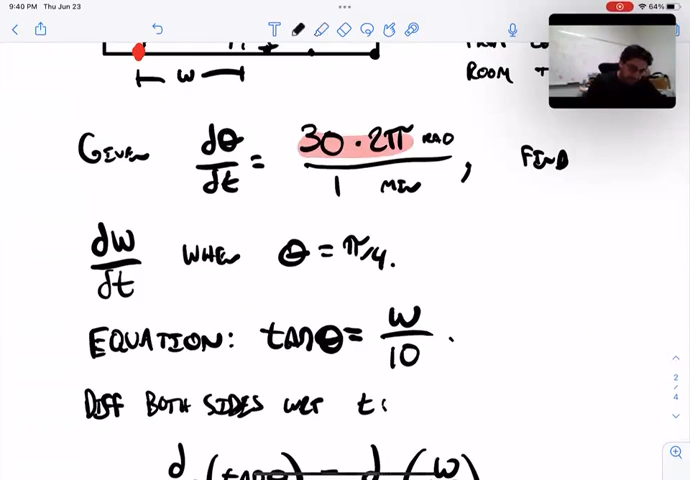 9:40 PM Thu Jun 23
64%
W
ROOM
GIVEN dθ/dt = 30 · 2π RAD / 1 MIN , FIND
dw/dt WHEN θ = π/4.
EQUATION: tanθ = w/10 .
DIFF BOTH SIDES WRT t:
d (tanθ) = d (w
2
/
4